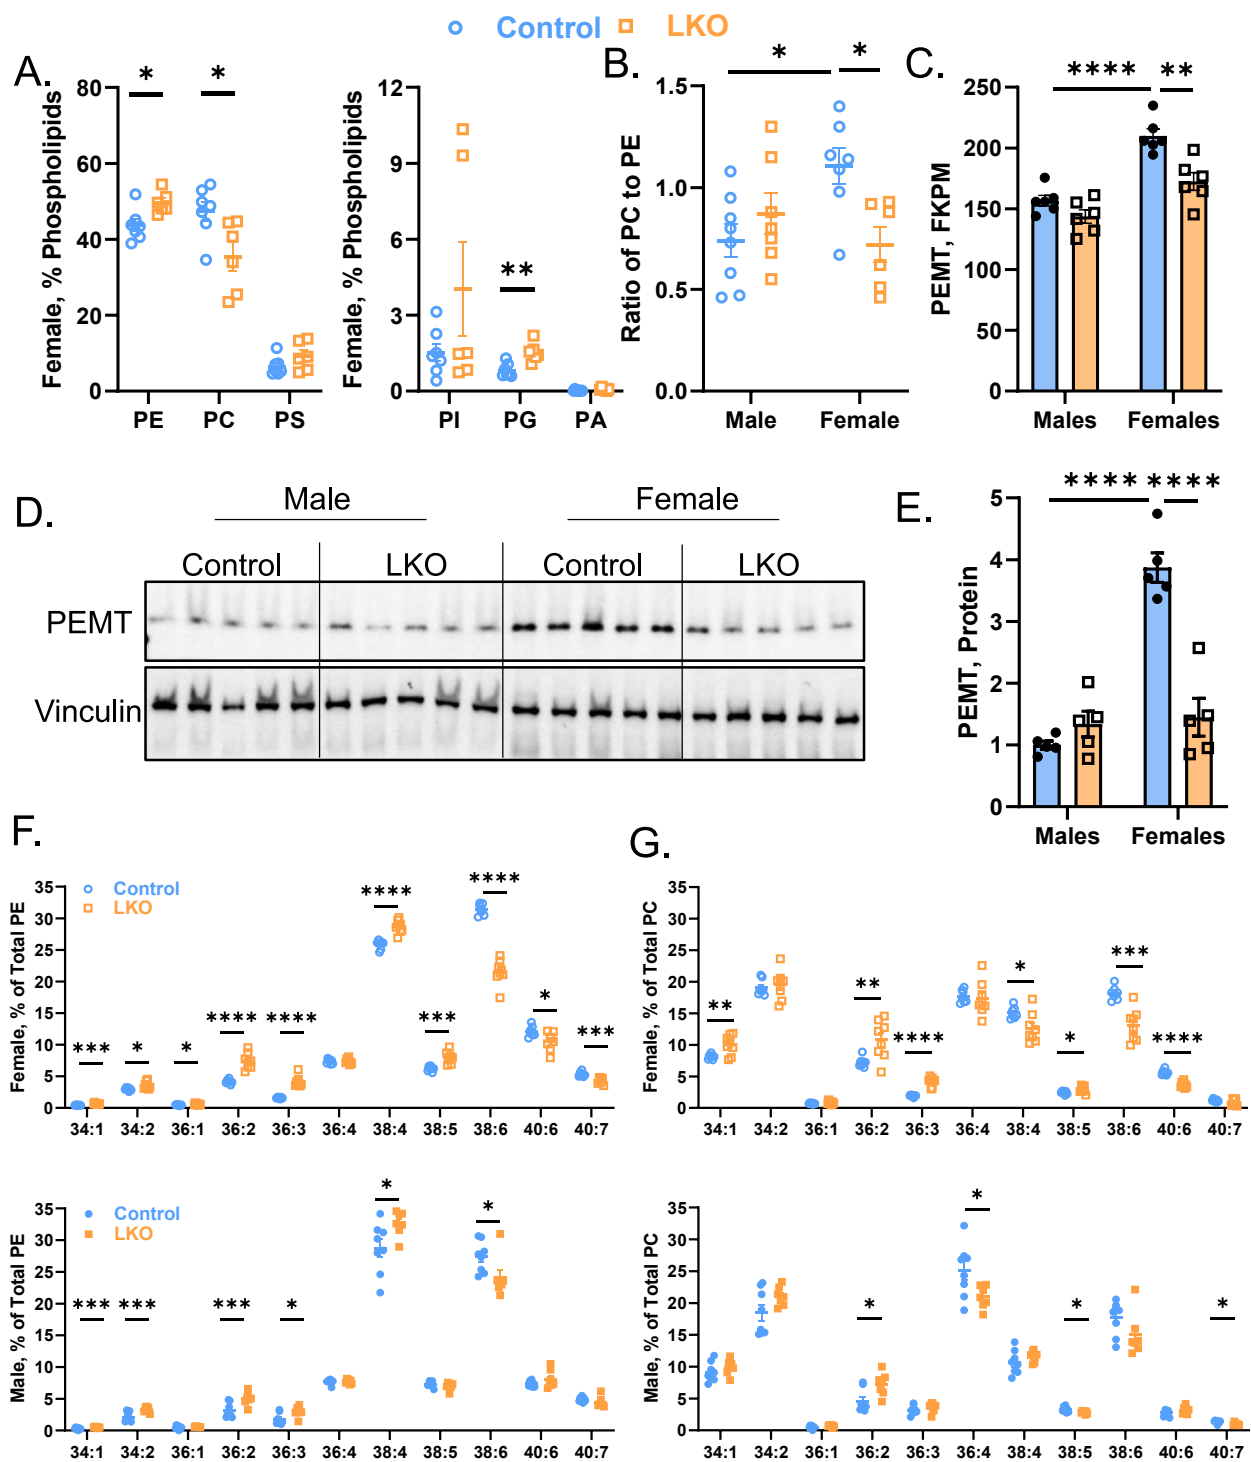 Control LKO
A.
Female, % Phospholipids
80
60
40
20
0
* *
PE PC PS
Female, % Phospholipids
12
9
6
3
0
**
PI PG PA
B.
Ratio of PC to PE
1.5
1.0
0.5
0.0
* *
Male Female
C.
PEMT, FKPM
250
200
150
100
50
0
**** **
Males Females
D.
Male Female
Control LKO Control LKO
PEMT
Vinculin
E.
PEMT, Protein
5
4
3
2
1
0
**** ****
Males Females
F.
Female, % of Total PE
35
30
25
20
15
10
5
0
Control
LKO
*** * * **** **** **** *** **** * ***
34:1 34:2 36:1 36:2 36:3 36:4 38:4 38:5 38:6 40:6 40:7
Male, % of Total PE
35
30
25
20
15
10
5
0
Control
LKO
*** *** *** * * *
34:1 34:2 36:1 36:2 36:3 36:4 38:4 38:5 38:6 40:6 40:7
G.
Female, % of Total PC
35
30
25
20
15
10
5
0
** ** **** * * *** ****
34:1 34:2 36:1 36:2 36:3 36:4 38:4 38:5 38:6 40:6 40:7
Male, % of Total PC
35
30
25
20
15
10
5
0
* * * *
34:1 34:2 36:1 36:2 36:3 36:4 38:4 38:5 38:6 40:6 40:7